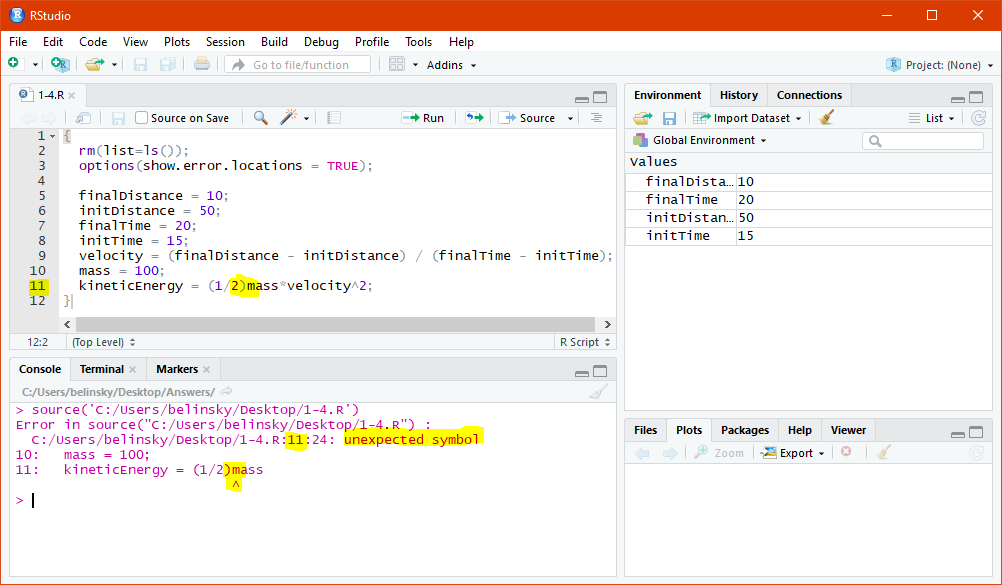 RStudio
File Edit Code View Plots Session Build Debug Profile Tools Help
Go to file/function Addins Project: (None)
1-4.R
Source on Save Run Source
1 {
2 rm(list=ls());
3 options(show.error.locations = TRUE);
4
5 finalDistance = 10;
6 initDistance = 50;
7 finalTime = 20;
8 initTime = 15;
9 velocity = (finalDistance - initDistance) / (finalTime - initTime);
10 mass = 100;
11 kineticEnergy = (1/2)mass*velocity^2;
12 }
12:2 (Top Level) R Script
Console Terminal Markers
C:/Users/belinsky/Desktop/Answers/
> source('C:/Users/belinsky/Desktop/1-4.R')
Error in source("C:/Users/belinsky/Desktop/1-4.R") :
C:/Users/belinsky/Desktop/1-4.R:11:24: unexpected symbol
10: mass = 100;
11: kineticEnergy = (1/2)mass
^
>
Environment History Connections
Import Dataset List
Global Environment
Values
finalDista… 10
finalTime 20
initDistan… 50
initTime 15
Files Plots Packages Help Viewer
Zoom Export